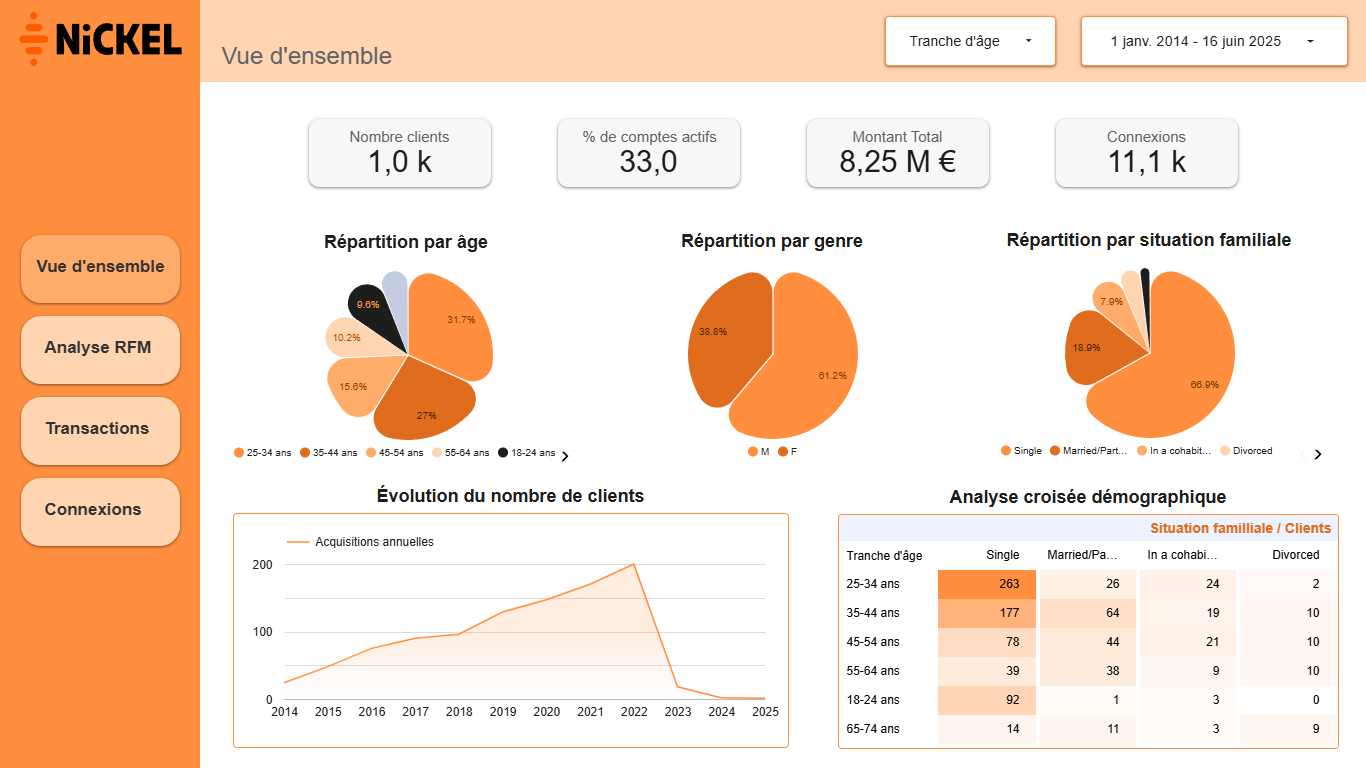 NiCKEL
Vue d'ensemble
Tranche d'âge
1 janv. 2014 - 16 juin 2025
Vue d'ensemble
Analyse RFM
Transactions
Connexions
Nombre clients
1,0 k
% de comptes actifs
33,0
Montant Total
8,25 M €
Connexions
11,1 k
Répartition par âge
31.7%
27%
15.6%
10.2%
9.6%
25-34 ans 35-44 ans 45-54 ans 55-64 ans 18-24 ans
Répartition par genre
38.8%
61.2%
M F
Répartition par situation familiale
7.9%
18.9%
66.9%
Single Married/Part... In a cohabit... Divorced
Évolution du nombre de clients
Acquisitions annuelles
200
100
0
2014 2015 2016 2017 2018 2019 2020 2021 2022 2023 2024 2025
Analyse croisée démographique
Situation familliale / Clients
Tranche d'âge Single Married/Pa... In a cohabi... Divorced
25-34 ans 263 26 24 2
35-44 ans 177 64 19 10
45-54 ans 78 44 21 10
55-64 ans 39 38 9 10
18-24 ans 92 1 3 0
65-74 ans 14 11 3 9